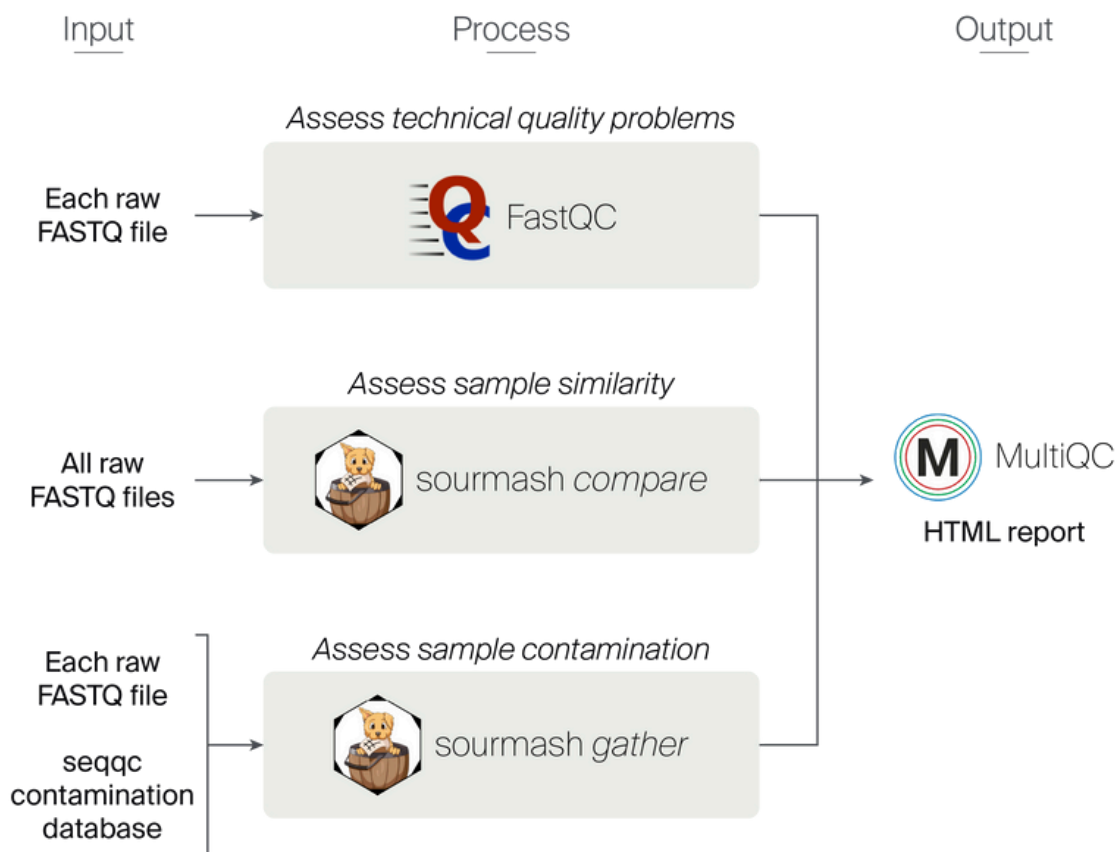 Input
Process
Output
Assess technical quality problems
Each raw
FASTQ file
QC FastQC
Assess sample similarity
All raw
FASTQ files
sourmash compare
M MultiQC
HTML report
Assess sample contamination
Each raw
FASTQ file
seqqc
contamination
database
sourmash gather